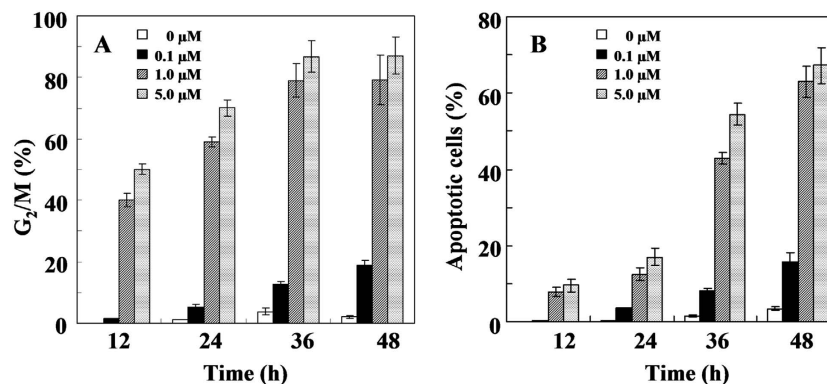 A
0 µM
0.1 µM
1.0 µM
5.0 µM
G2/M (%)
100
80
60
40
20
0
12 24 36 48
Time (h)
B
0 µM
0.1 µM
1.0 µM
5.0 µM
Apoptotic cells (%)
80
60
40
20
0
12 24 36 48
Time (h)